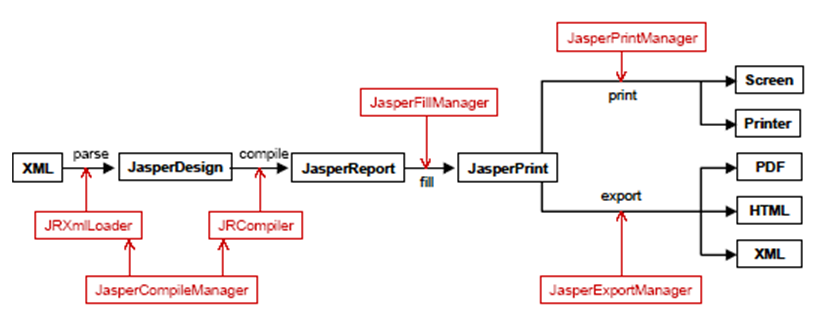 JasperPrintManager
Screen
print
JasperFillManager
Printer
parse
compile
XML
JasperDesign
JasperReport
fill
JasperPrint
PDF
export
HTML
JRXmlLoader
JRCompiler
XML
JasperCompileManager
JasperExportManager